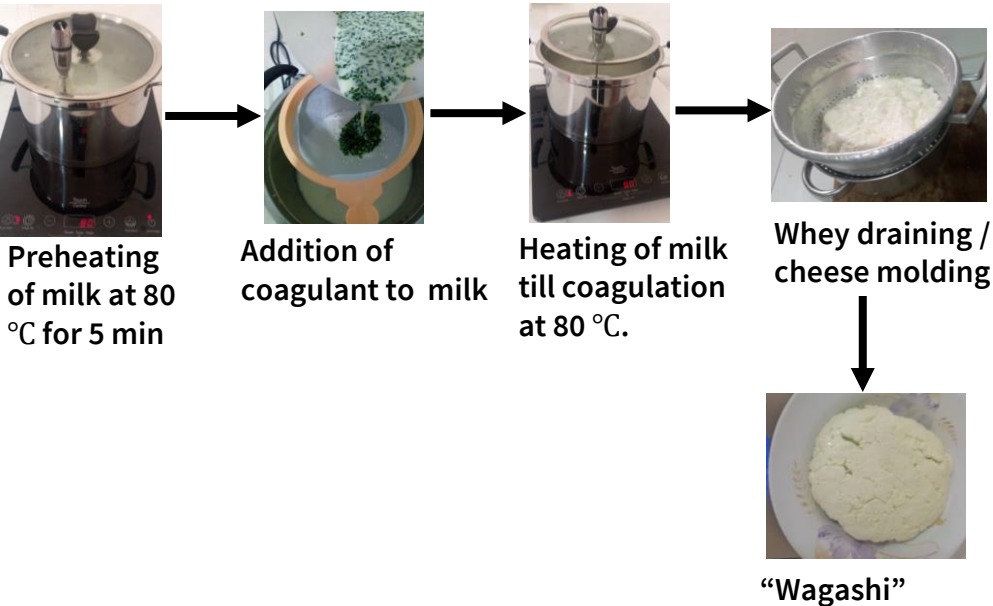 Preheating
of milk at 80
℃ for 5 min
Addition of
coagulant to milk
Heating of milk
till coagulation
at 80 ℃.
Whey draining /
cheese molding
“Wagashi”